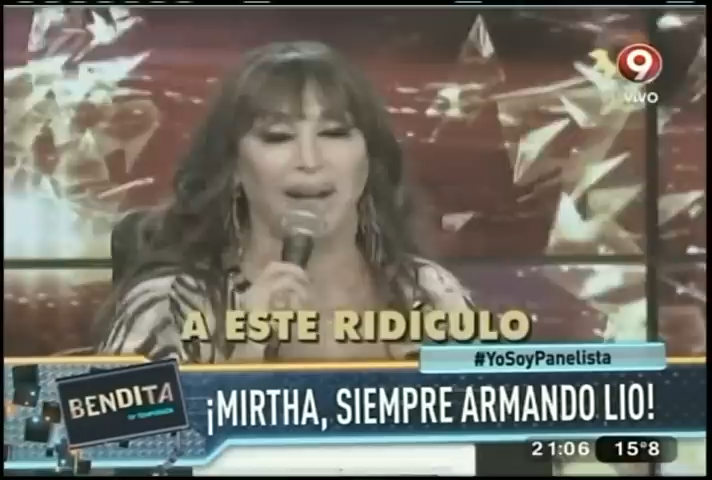 9
VIVO
A ESTE RIDÍCULO
#YoSoyPanelista
BENDITA
¡MIRTHA, SIEMPRE ARMANDO LIO!
21:06 15°8